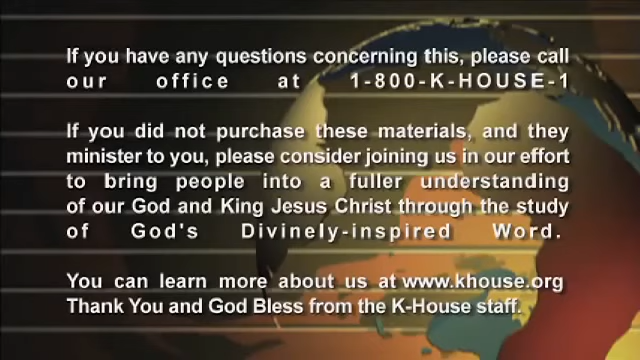 If you have any questions concerning this, please call
our office at 1-800-K-HOUSE-1
If you did not purchase these materials, and they
minister to you, please consider joining us in our effort
to bring people into a fuller understanding
of our God and King Jesus Christ through the study
of God's Divinely-inspired Word.
You can learn more about us at www.khouse.org
Thank You and God Bless from the K-House staff.